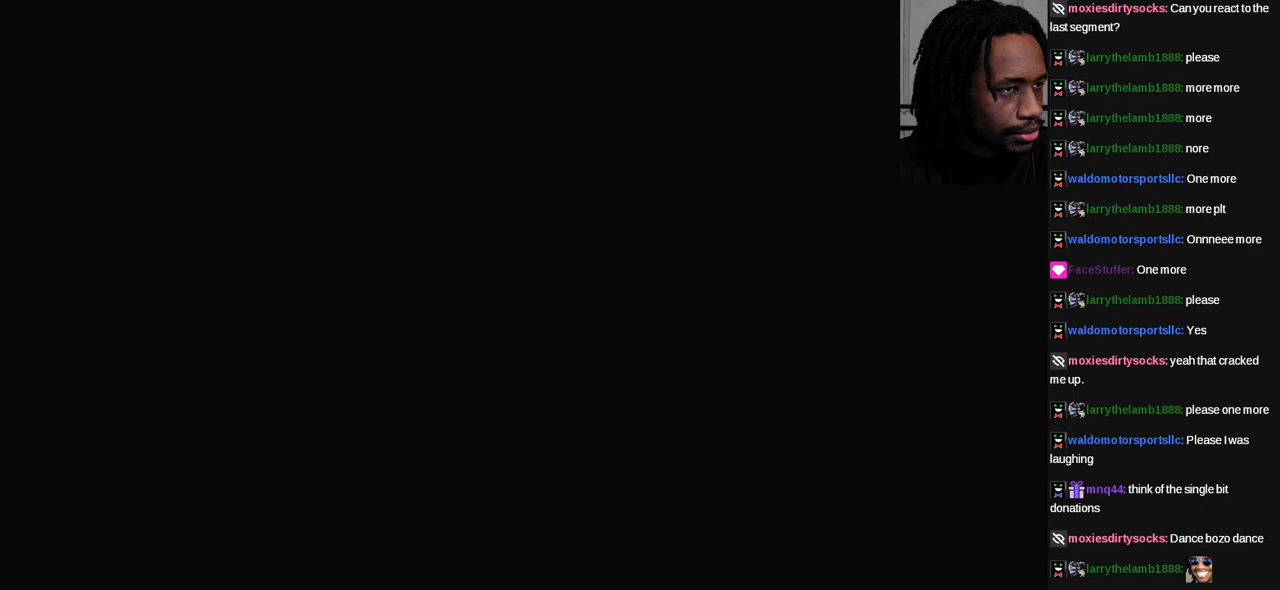 moxiesdirtysocks: Can you react to the
last segment?
larrythelamb1888: please
larrythelamb1888: more more
larrythelamb1888: more
larrythelamb1888: nore
waldomotorsportsllc: One more
larrythelamb1888: more plt
waldomotorsportsllc: Onnneee more
FaceStuffer: One more
larrythelamb1888: please
waldomotorsportsllc: Yes
moxiesdirtysocks: yeah that cracked
me up.
larrythelamb1888: please one more
waldomotorsportsllc: Please I was
laughing
mnq44: think of the single bit
donations
moxiesdirtysocks: Dance bozo dance
larrythelamb1888: